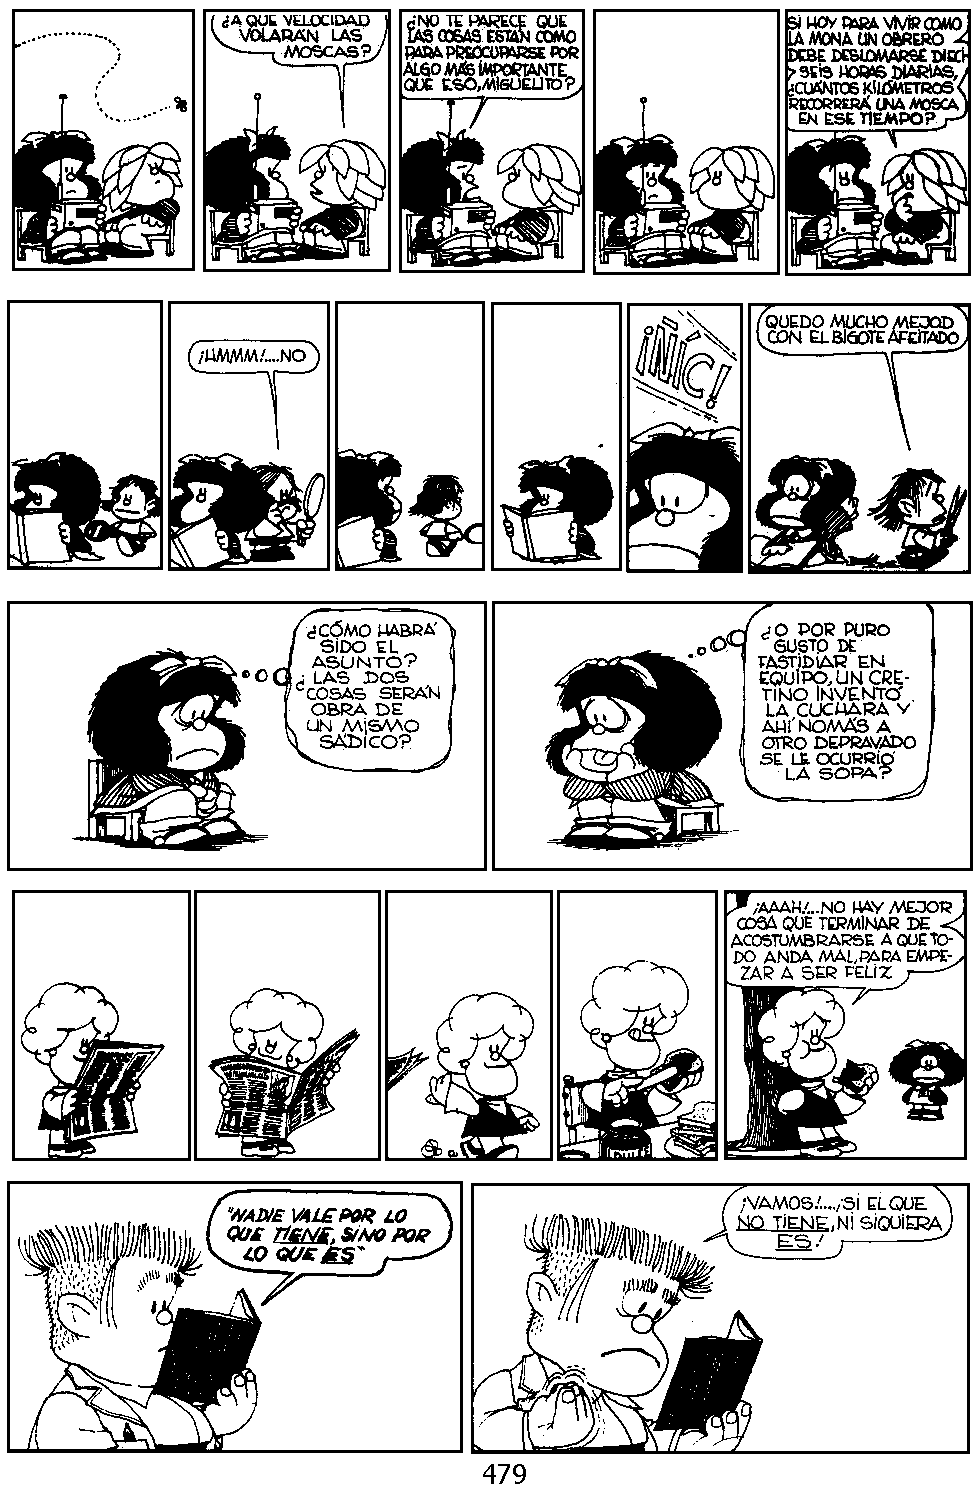 ¿A QUE VELOCIDAD
VOLARAN LAS
MOSCAS?
¿NO TE PARECE QUE
LAS COSAS ESTAN COMO
PARA PREOCUPARSE POR
ALGO MÁS IMPORTANTE
QUE ESO, MIGUELITO?
SI HOY PARA VIVIR COMO
LA MONA UN OBRERO
DEBE DESLOMARSE DIECI-
SEIS HORAS DIARIAS,
¿CUÁNTOS KILOMETROS
RECORRERÁ UNA MOSCA
EN ESE TIEMPO?
¡HMMM!....NO
¡ÑÍC!
QUEDO MUCHO MEJOD
CON EL BIGOTE AFEITADO
¿CÓMO HABRÁ
SIDO EL
ASUNTO?
¿LAS DOS
COSAS SERÁN
OBRA DE
UN MISMO
SÁDICO?
¿O POR PURO
GUSTO DE
FASTIDIAR EN
EQUIPO, UN CRE-
TINO INVENTÓ
LA CUCHARA Y
AHÍ NOMÁS A
OTRO DEPRAVADO
SE LE OCURRIÓ
LA SOPA?
¡AAAH!...NO HAY MEJOR
COSA QUE TERMINAR DE
ACOSTUMBRARSE A QUE TO-
DO ANDA MAL, PARA EMPE-
ZAR A SER FELIZ
"NADIE VALE POR LO
QUE TIENE, SINO POR
LO QUE ES"
¡VAMOS!....¡SI EL QUE
NO TIENE, NI SIQUIERA
ES!
479